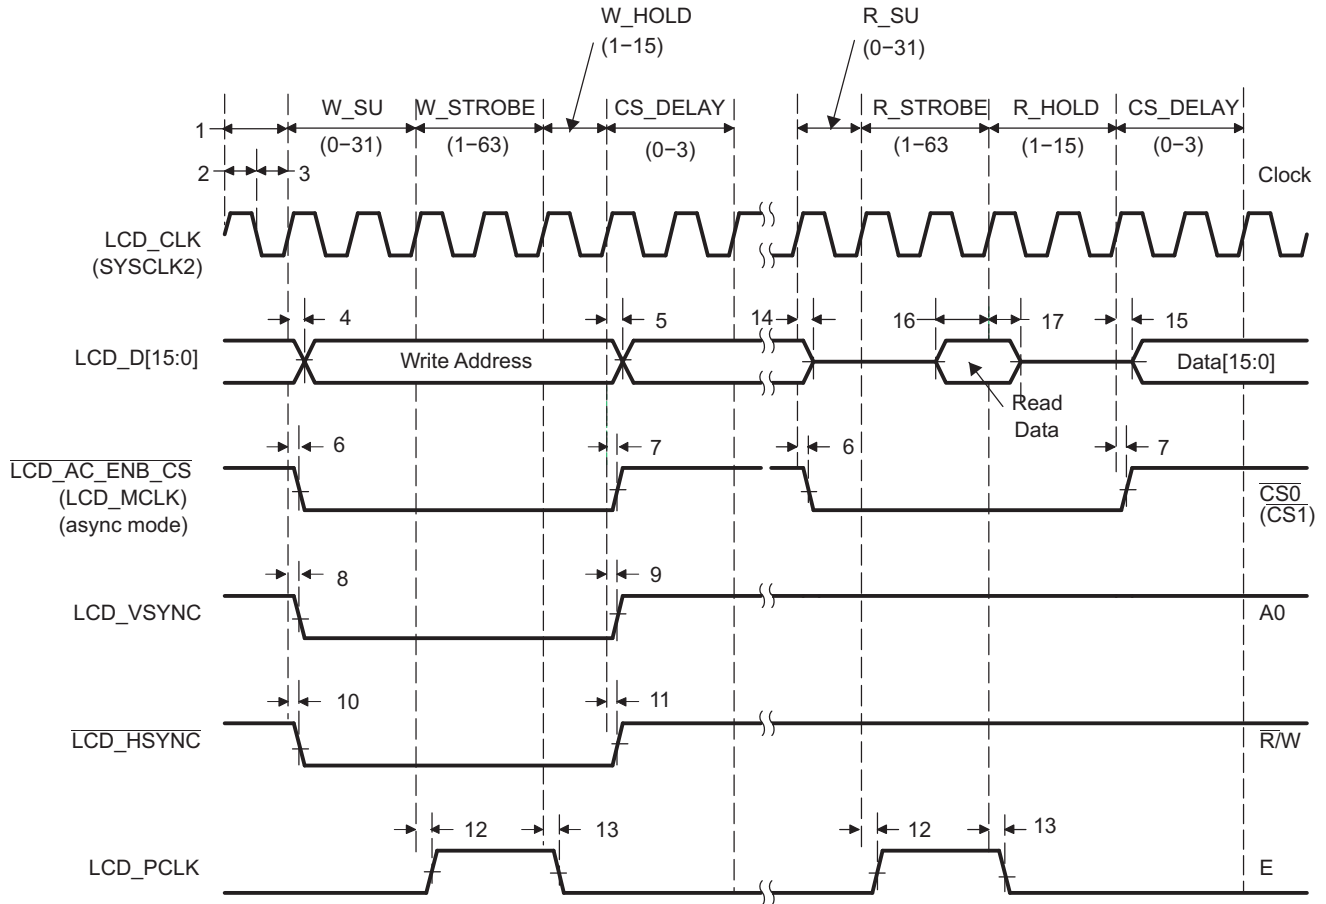 W_HOLD
(1−15)
R_SU
(0−31)
1
W_SU
(0−31)
W_STROBE
(1−63)
CS_DELAY
(0−3)
R_STROBE
(1−63
R_HOLD
(1−15)
CS_DELAY
(0−3)
2
3
Clock
LCD_CLK
(SYSCLK2)
4
5
14
16
17
15
LCD_D[15:0]
Write Address
Data[15:0]
Read
Data
6
7
6
7
LCD_AC_ENB_CS
(LCD_MCLK)
(async mode)
CS0
(CS1)
8
9
LCD_VSYNC
A0
10
11
LCD_HSYNC
R/W
12
13
12
13
LCD_PCLK
E